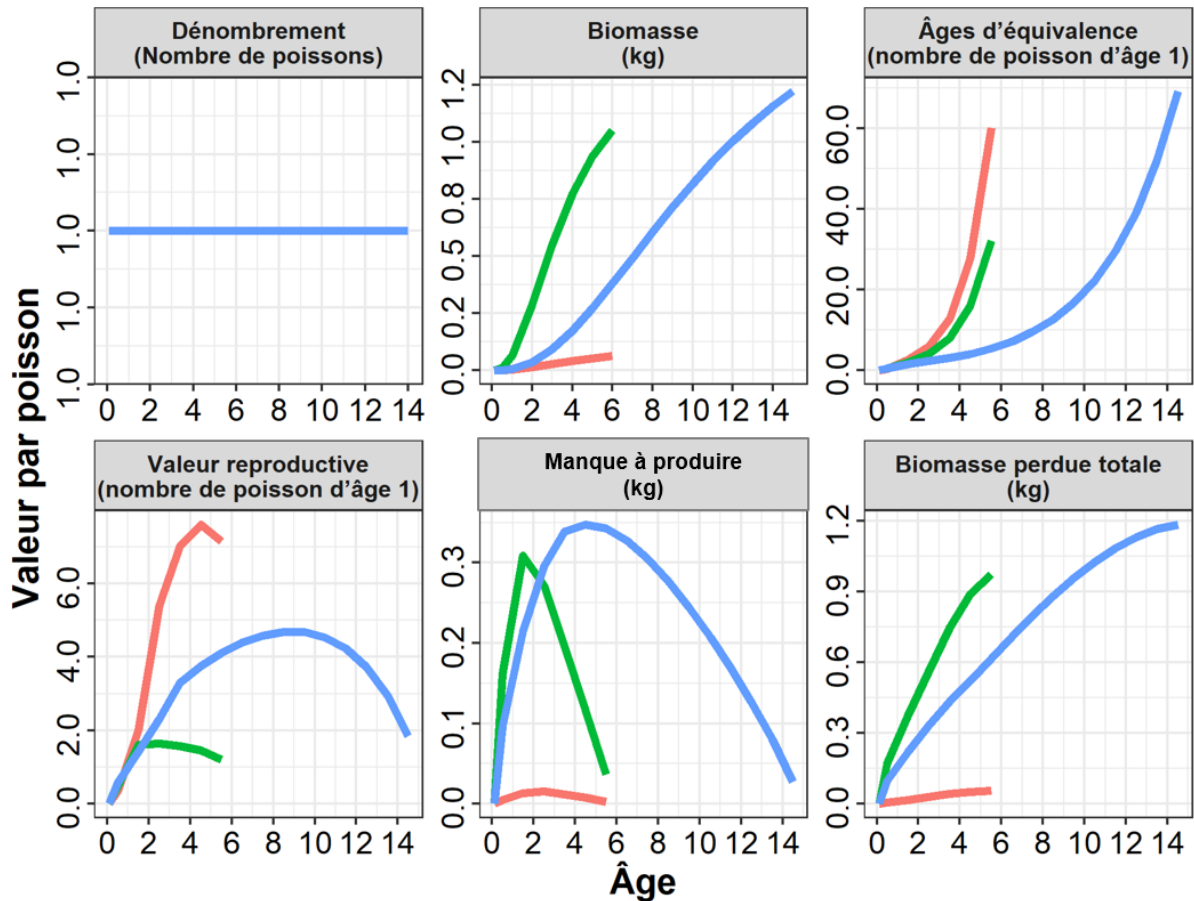 Dénombrement
(Nombre de poissons)
Biomasse
(kg)
Âges d’équivalence
(nombre de poisson d’âge 1)
1.0
1.0
1.0
1.0
1.0
0 2 4 6 8 10 12 14
1.2
1.0
0.8
0.5
0.2
0.0
0 2 4 6 8 10 12 14
60.0
40.0
20.0
0.0
0 2 4 6 8 10 12 14
Valeur par poisson
Valeur reproductive
(nombre de poisson d’âge 1)
Manque à produire
(kg)
Biomasse perdue totale
(kg)
6.0
4.0
2.0
0.0
0 2 4 6 8 10 12 14
0.3
0.2
0.1
0.0
0 2 4 6 8 10 12 14
1.2
0.9
0.6
0.3
0.0
0 2 4 6 8 10 12 14
Âge